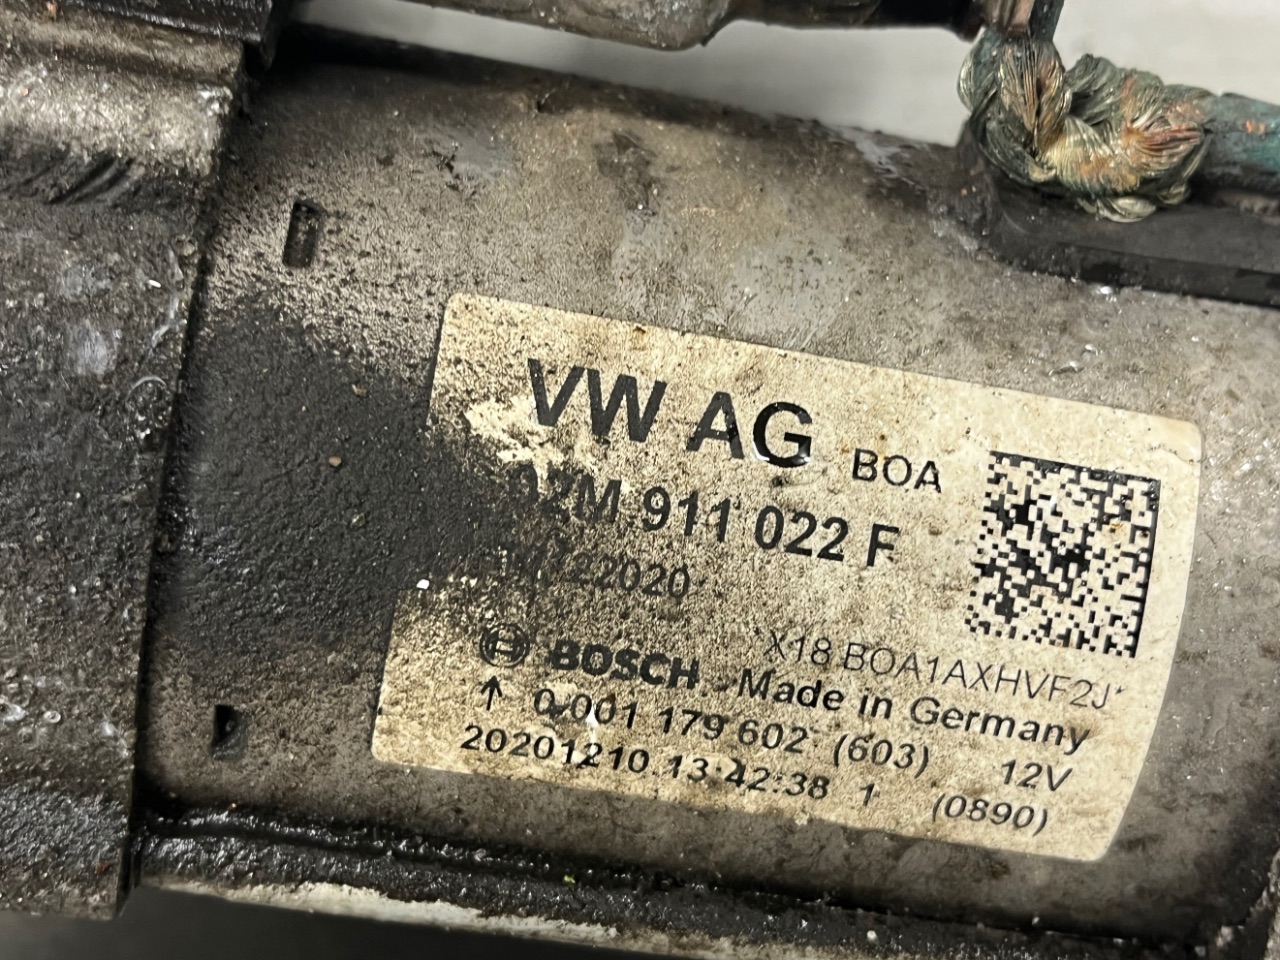 VW AG BOA
02M 911 022 F
22020
*X18 BOA1AXHVF2J*
BOSCH Made in Germany
↑ 0 001 179 602 (603) 12V
20201210.13:42:38 1 (0890)